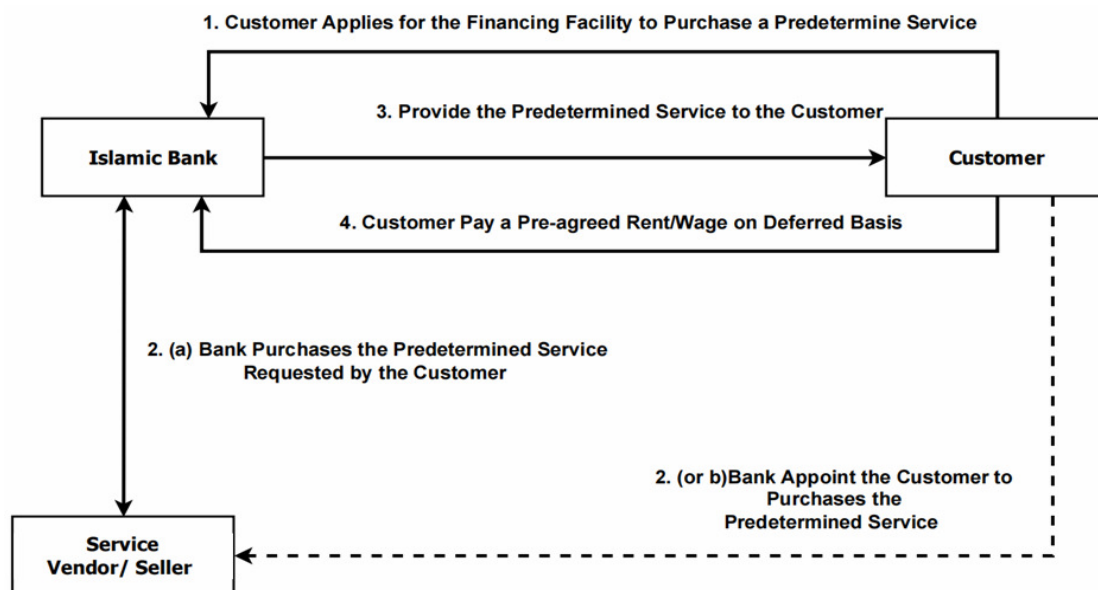 1. Customer Applies for the Financing Facility to Purchase a Predetermine Service
3. Provide the Predetermined Service to the Customer
Islamic Bank
Customer
4. Customer Pay a Pre-agreed Rent/Wage on Deferred Basis
2. (a) Bank Purchases the Predetermined Service
Requested by the Customer
2. (or b)Bank Appoint the Customer to
Purchases the
Predetermined Service
Service
Vendor/ Seller